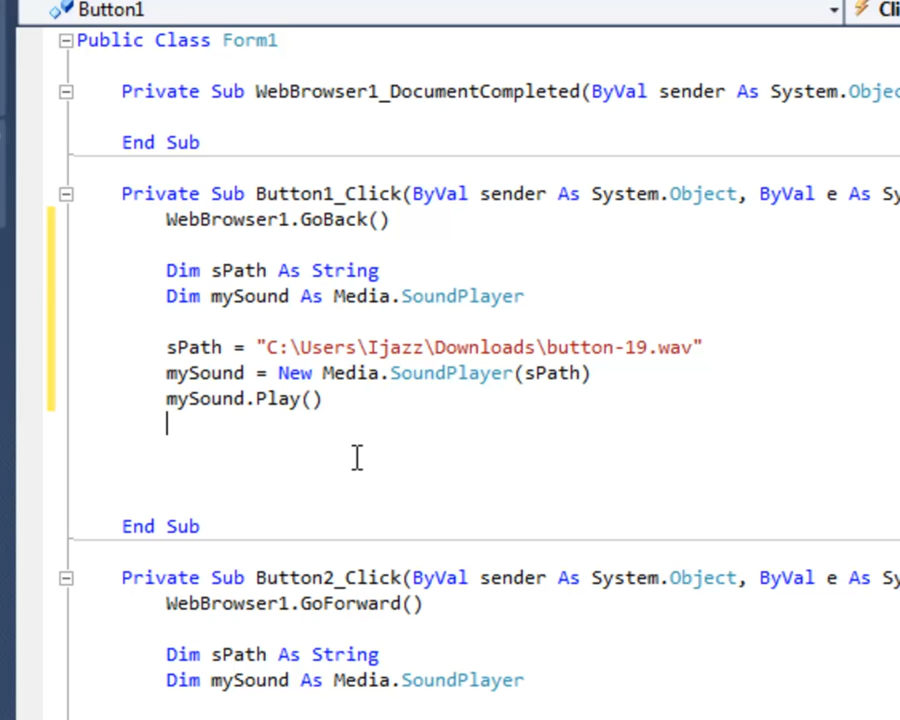 Button1
Public Class Form1
Private Sub WebBrowser1_DocumentCompleted(ByVal sender As System.Objec
End Sub
Private Sub Button1_Click(ByVal sender As System.Object, ByVal e As Sy
WebBrowser1.GoBack()
Dim sPath As String
Dim mySound As Media.SoundPlayer
sPath = "C:\Users\Ijazz\Downloads\button-19.wav"
mySound = New Media.SoundPlayer(sPath)
mySound.Play()
End Sub
Private Sub Button2_Click(ByVal sender As System.Object, ByVal e As Sy
WebBrowser1.GoForward()
Dim sPath As String
Dim mySound As Media.SoundPlayer